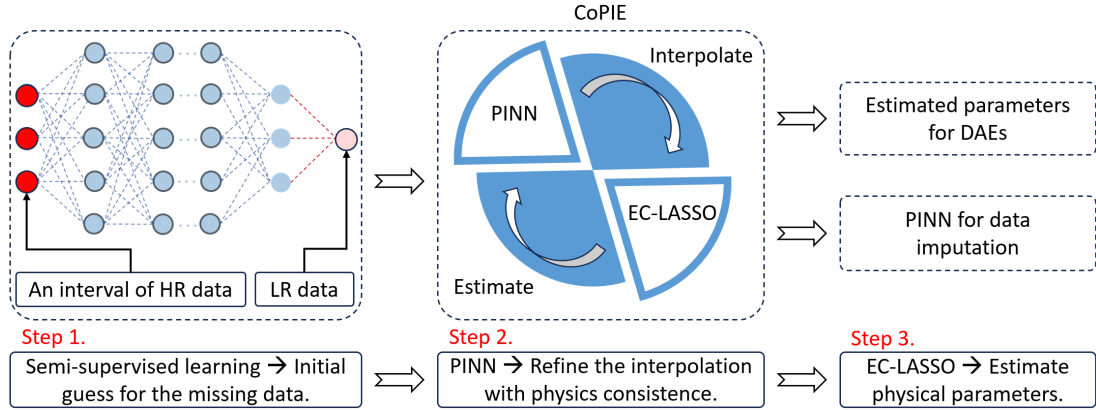 CoPIE
Interpolate
PINN
EC-LASSO
Estimate
An interval of HR data
LR data
Estimated parameters
for DAEs
PINN for data
imputation
Step 1.
Semi-supervised learning → Initial
guess for the missing data.
Step 2.
PINN → Refine the interpolation
with physics consistence.
Step 3.
EC-LASSO → Estimate
physical parameters.